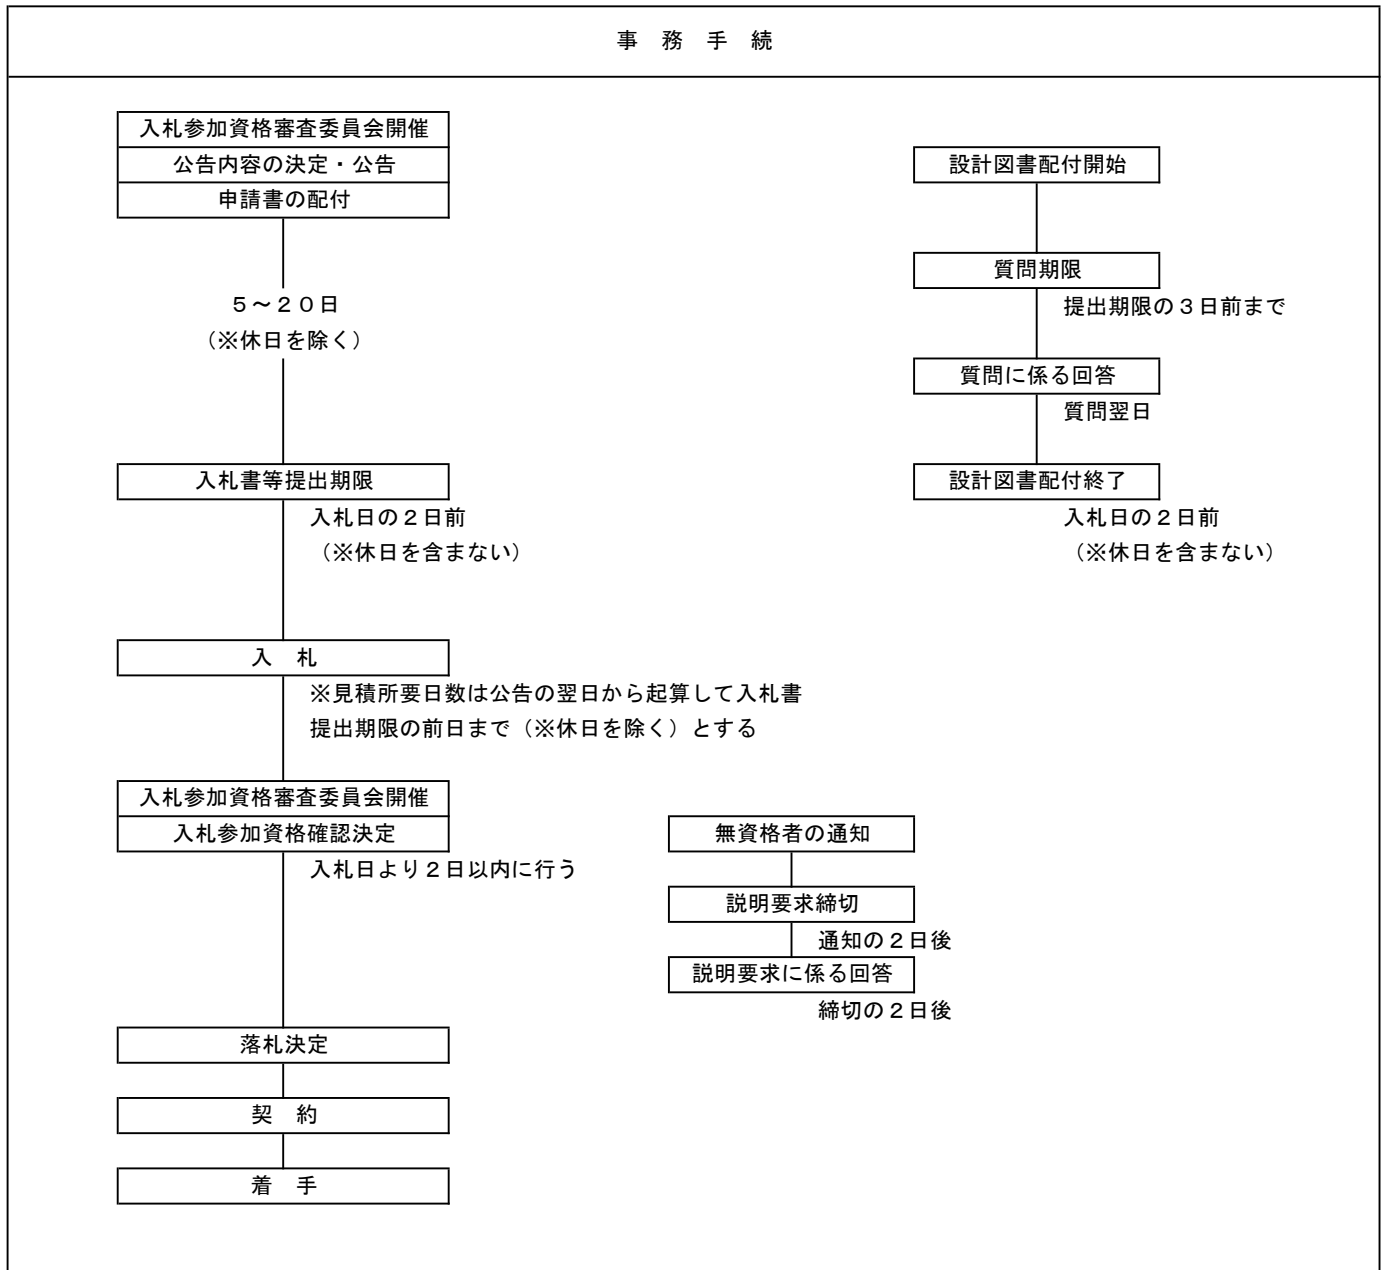 事　務　手　続
入札参加資格審査委員会開催
公告内容の決定・公告
設計図書配付開始
申請書の配付
質問期限
５～２０日
提出期限の３日前まで
（※休日を除く）
質問に係る回答
質問翌日
入札書等提出期限
設計図書配付終了
入札日の２日前
入札日の２日前
（※休日を含まない）
（※休日を含まない）
入　札
※見積所要日数は公告の翌日から起算して入札書
提出期限の前日まで（※休日を除く）とする
入札参加資格審査委員会開催
入札参加資格確認決定
無資格者の通知
入札日より２日以内に行う
説明要求締切
通知の２日後
説明要求に係る回答
締切の２日後
落札決定
契　約
着　手